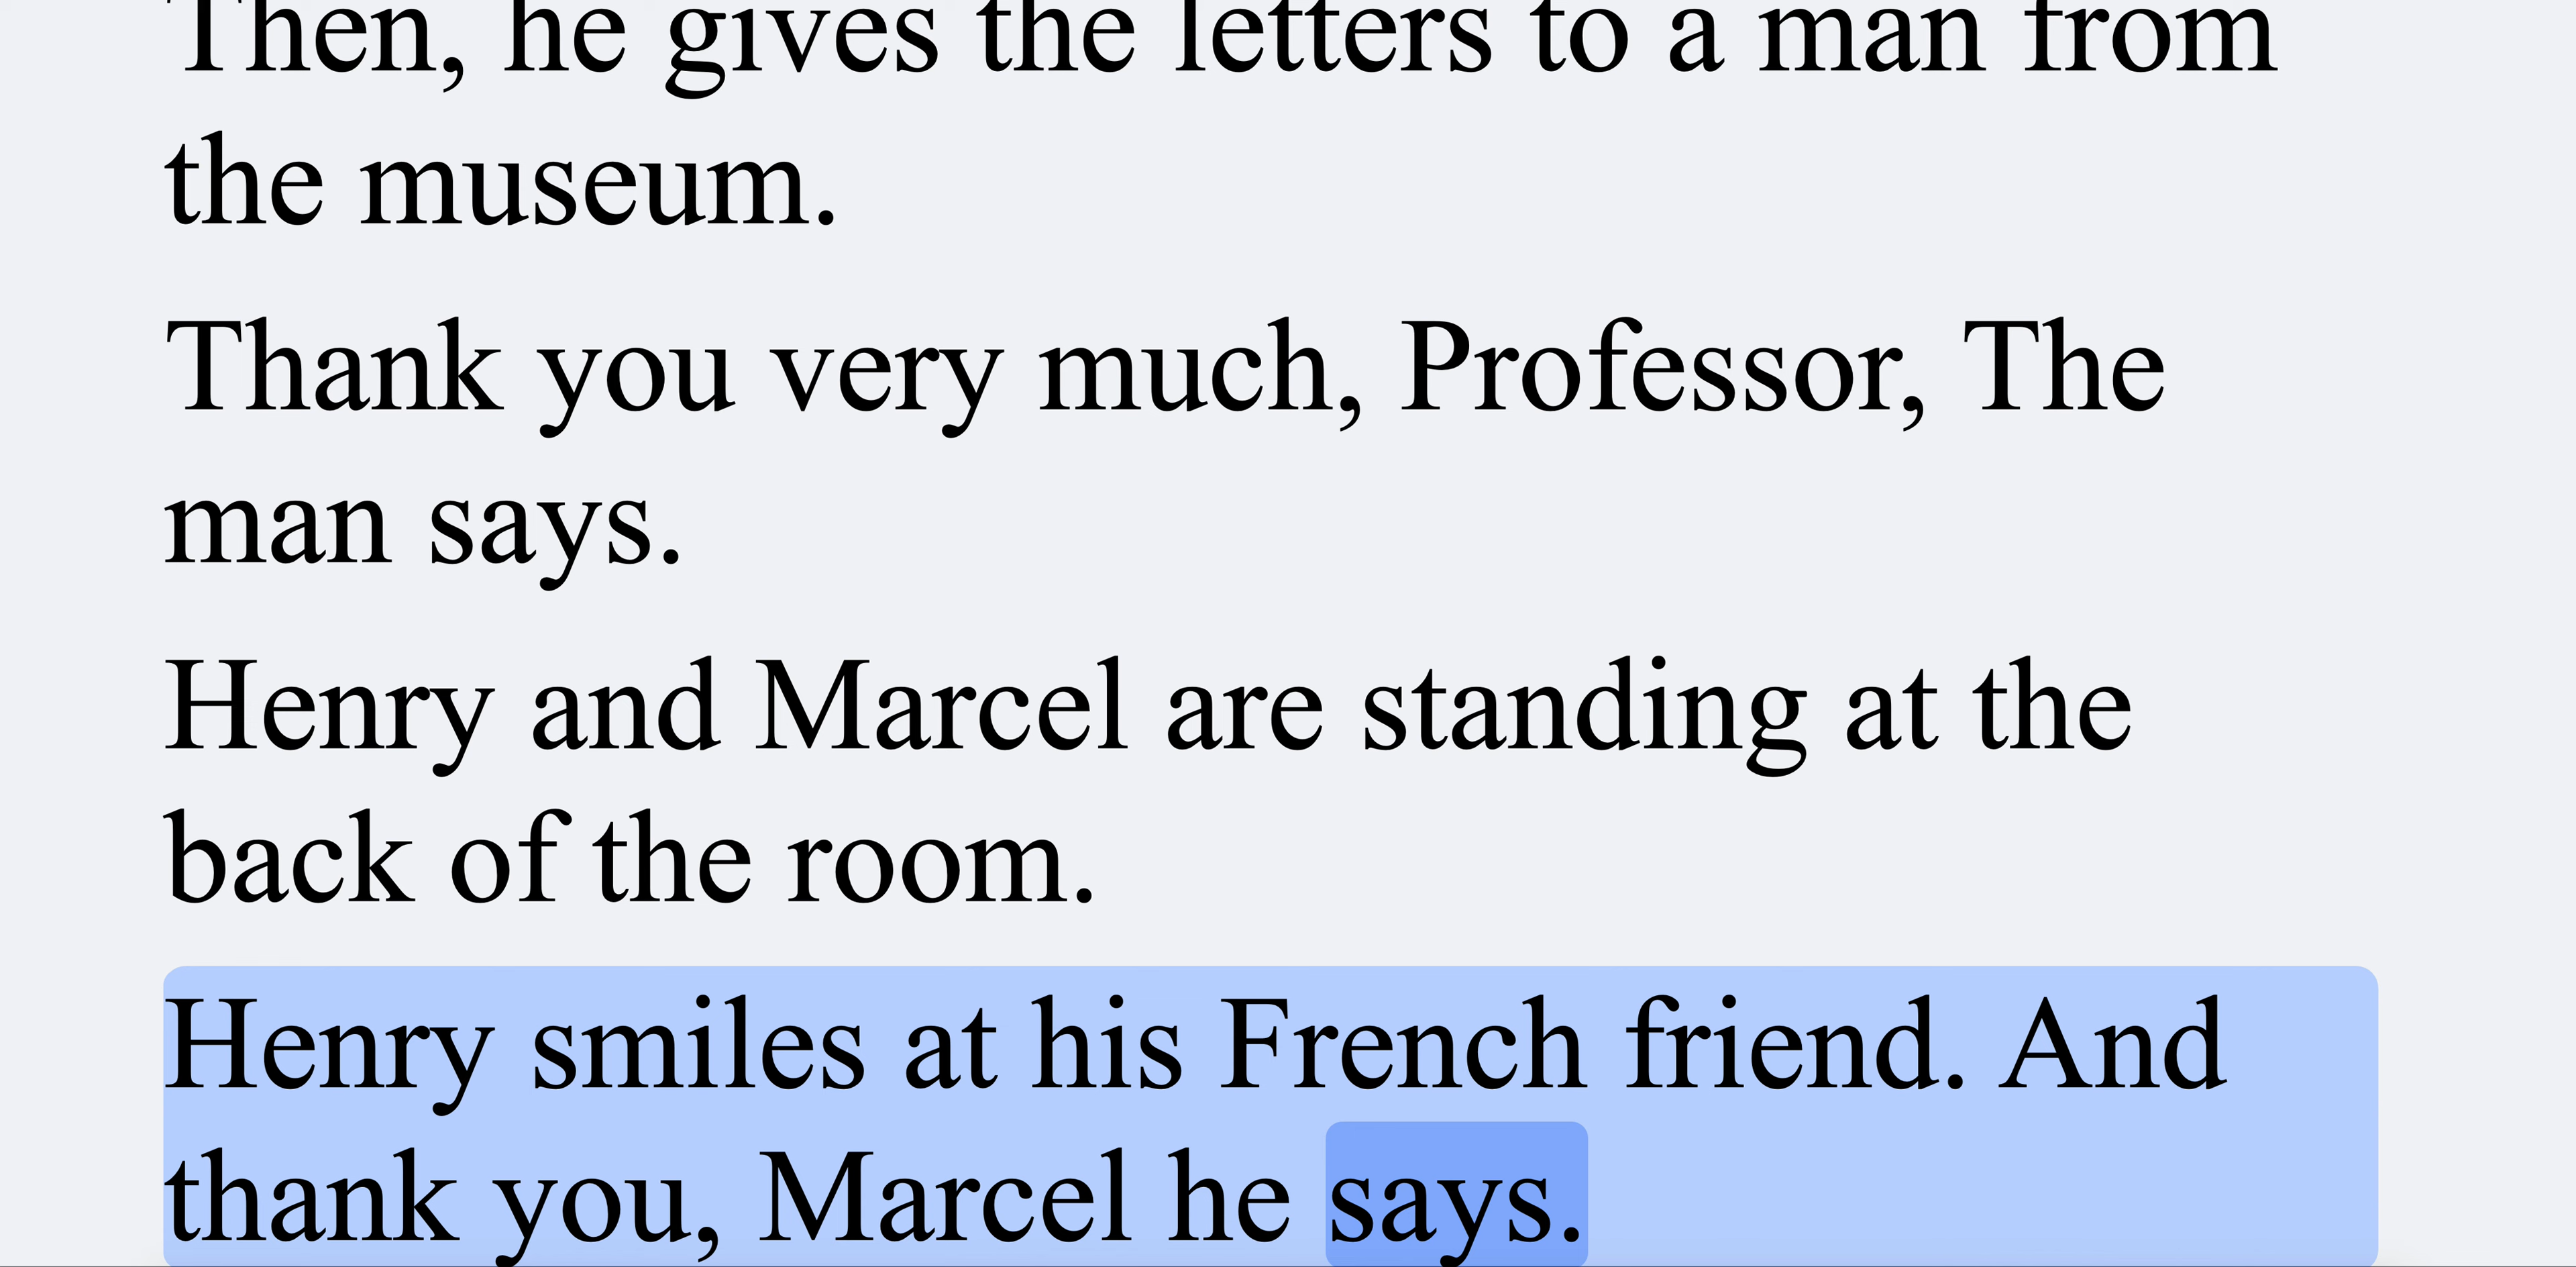 Then, he gives the letters to a man from
the museum.
Thank you very much, Professor, The
man says.
Henry and Marcel are standing at the
back of the room.
Henry smiles at his French friend. And
thank you, Marcel he says.